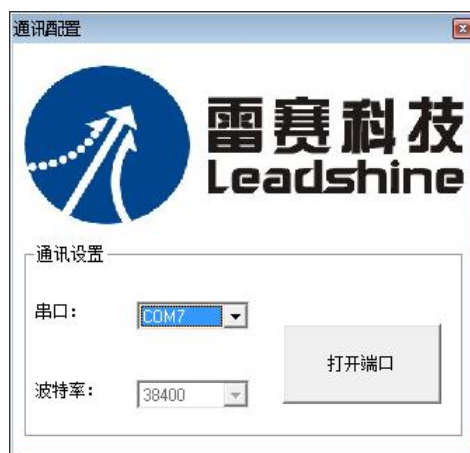 通讯配置
雷赛科技
Leadshine
通讯设置
串口：
COM7
打开端口
波特率：
38400